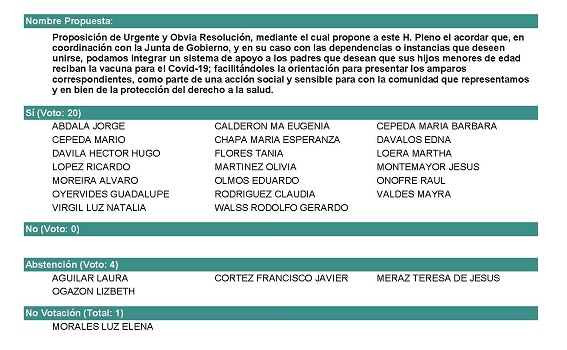 Nombre Propuesta:
Proposición de Urgente y Obvia Resolución, mediante el cual propone a este H. Pleno el acordar que, en
coordinación con la Junta de Gobierno, y en su caso con las dependencias o instancias que deseen
unirse, podamos integrar un sistema de apoyo a los padres que desean que sus hijos menores de edad
reciban la vacuna para el Covid-19; facilitándoles la orientación para presentar los amparos
correspondientes, como parte de una acción social y sensible para con la comunidad que representamos
y en bien de la protección del derecho a la salud.
Sí (Voto: 20)
ABDALA JORGE CALDERON MA EUGENIA CEPEDA MARIA BARBARA
CEPEDA MARIO CHAPA MARIA ESPERANZA DAVALOS EDNA
DAVILA HECTOR HUGO FLORES TANIA LOERA MARTHA
LOPEZ RICARDO MARTINEZ OLIVIA MONTEMAYOR JESUS
MOREIRA ALVARO OLMOS EDUARDO ONOFRE RAUL
OYERVIDES GUADALUPE RODRIGUEZ CLAUDIA VALDES MAYRA
VIRGIL LUZ NATALIA WALSS RODOLFO GERARDO
No (Voto: 0)
Abstención (Voto: 4)
AGUILAR LAURA CORTEZ FRANCISCO JAVIER MERAZ TERESA DE JESUS
OGAZON LIZBETH
No Votación (Total: 1)
MORALES LUZ ELENA